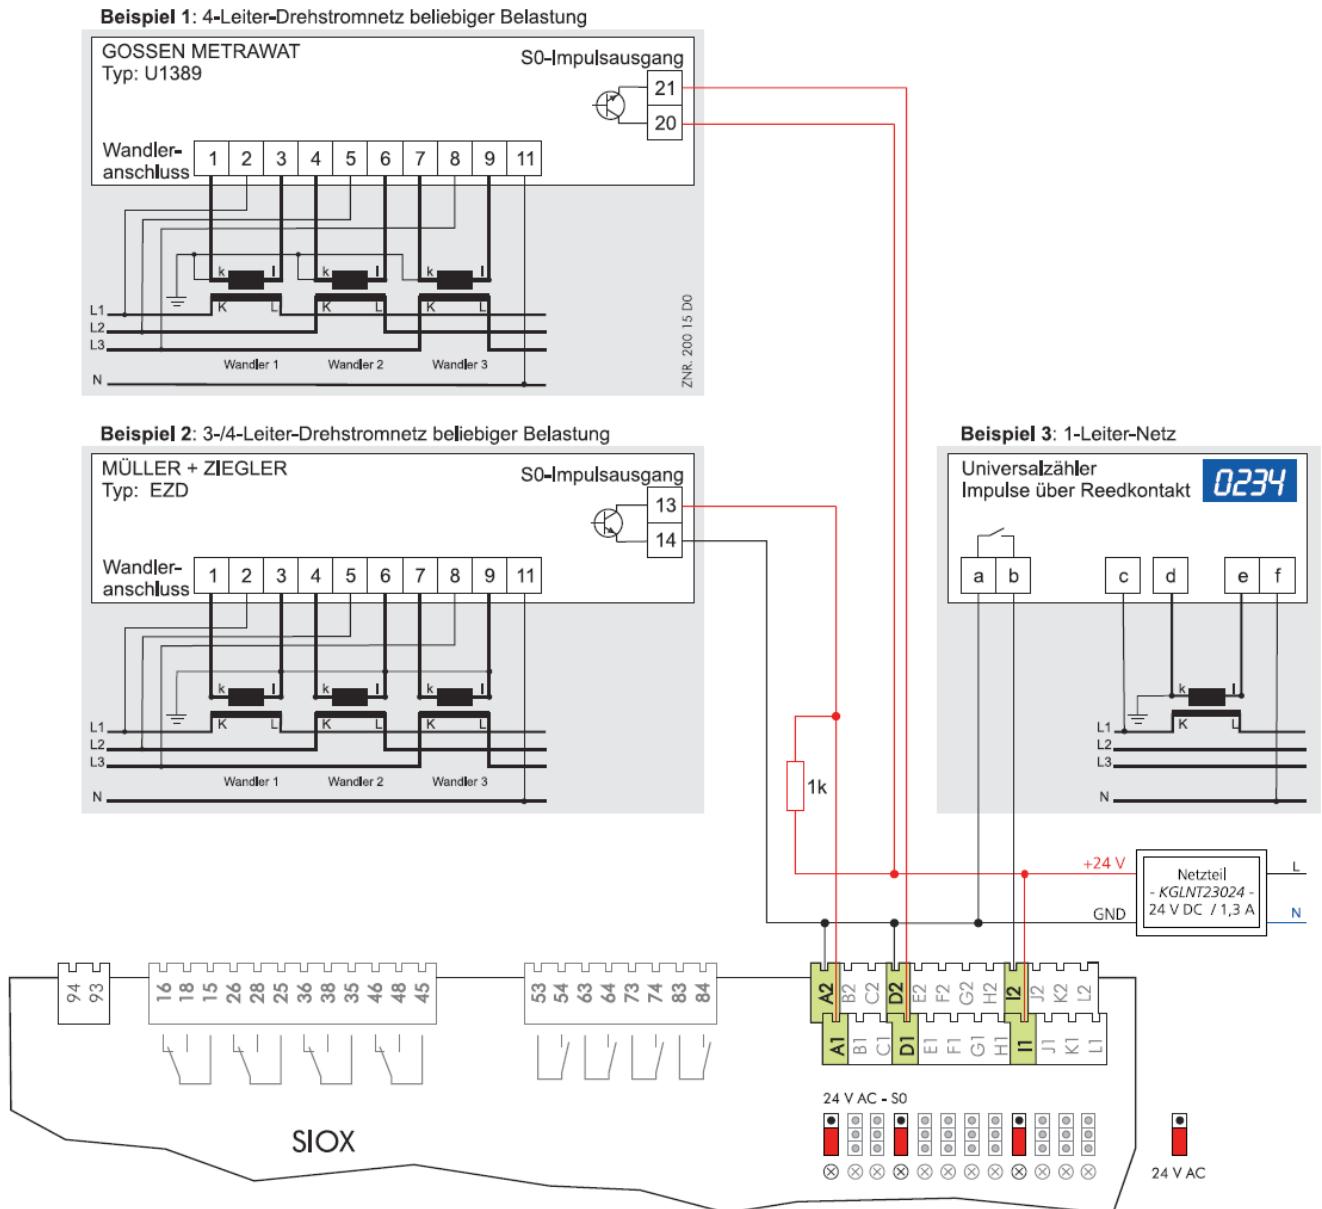 Beispiel 1: 4-Leiter-Drehstromnetz beliebiger Belastung
GOSSEN METRAWAT
Typ: U1389
S0-Impulsausgang
21
20
Wandler-
anschluss
1 2 3 4 5 6 7 8 9 11
k l k l k l
K L K L K L
L1
L2
L3
N
Wandler 1 Wandler 2 Wandler 3
ZNR. 200 15 D0
Beispiel 2: 3-/4-Leiter-Drehstromnetz beliebiger Belastung
MÜLLER + ZIEGLER
Typ: EZD
S0-Impulsausgang
13
14
Wandler-
anschluss
1 2 3 4 5 6 7 8 9 11
k l k l k l
K L K L K L
L1
L2
L3
N
Wandler 1 Wandler 2 Wandler 3
Beispiel 3: 1-Leiter-Netz
Universalzähler
Impulse über Reedkontakt
0234
a b c d e f
k l
K L
L1
L2
L3
N
1k
+24 V
GND
Netzteil
- KGLNT23024 -
24 V DC / 1,3 A
L
N
94 93
16 18 15 26 28 25 36 38 35 46 48 45
53 54 63 64 73 74 83 84
A2 B2 C2 D2 E2 F2 G2 H2 I2 J2 K2 L2
A1 B1 C1 D1 E1 F1 G1 H1 I1 J1 K1 L1
24 V AC - S0
SIOX
24 V AC